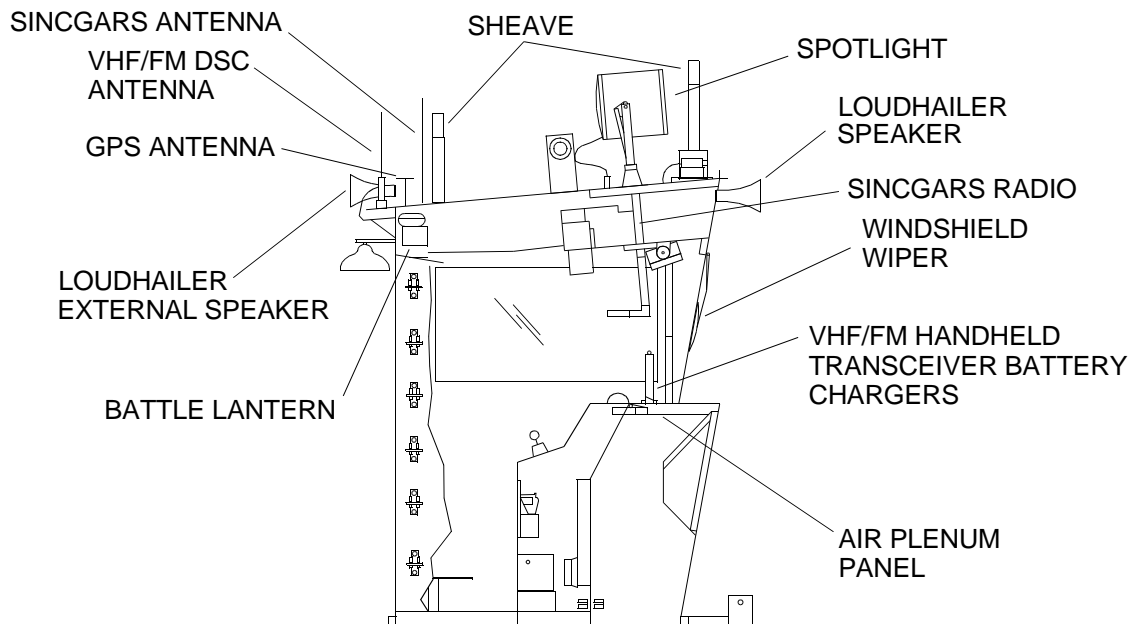 SINCGARS ANTENNA
VHF/FM DSC
ANTENNA
GPS ANTENNA
LOUDHAILER
EXTERNAL SPEAKER
BATTLE LANTERN
SHEAVE
SPOTLIGHT
LOUDHAILER
SPEAKER
SINCGARS RADIO
WINDSHIELD
WIPER
VHF/FM HANDHELD
TRANSCEIVER BATTERY
CHARGERS
AIR PLENUM
PANEL